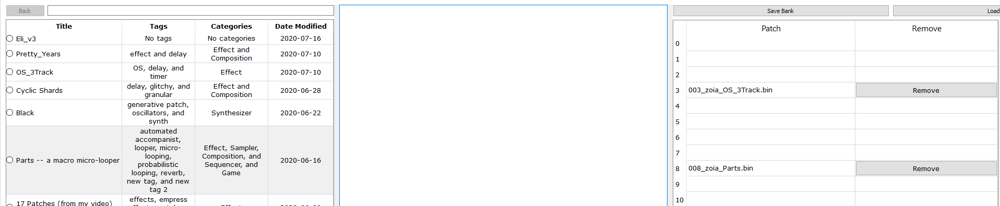 Back
Save Bank
Load
Title Tags Categories Date Modified
Eli_v3 No tags No categories 2020-07-16
Pretty_Years effect and delay Effect and
Composition 2020-07-10
OS_3Track OS, delay, and
timer Effect 2020-07-10
Cyclic Shards delay, glitchy, and
granular Effect and
Composition 2020-06-28
Black generative patch,
oscillators, and
synth Synthesizer 2020-06-22
Parts -- a macro micro-looper automated
accompanist,
looper, micro-
looping,
probabilistic
looping, reverb,
new tag, and new
tag 2 Effect, Sampler,
Composition, and
Sequencer, and
Game 2020-06-16
17 Patches (from my video) effects, empress
Patch Remove
0
1
2
3 003_zoia_OS_3Track.bin Remove
4
5
6
7
8 008_zoia_Parts.bin Remove
9
10